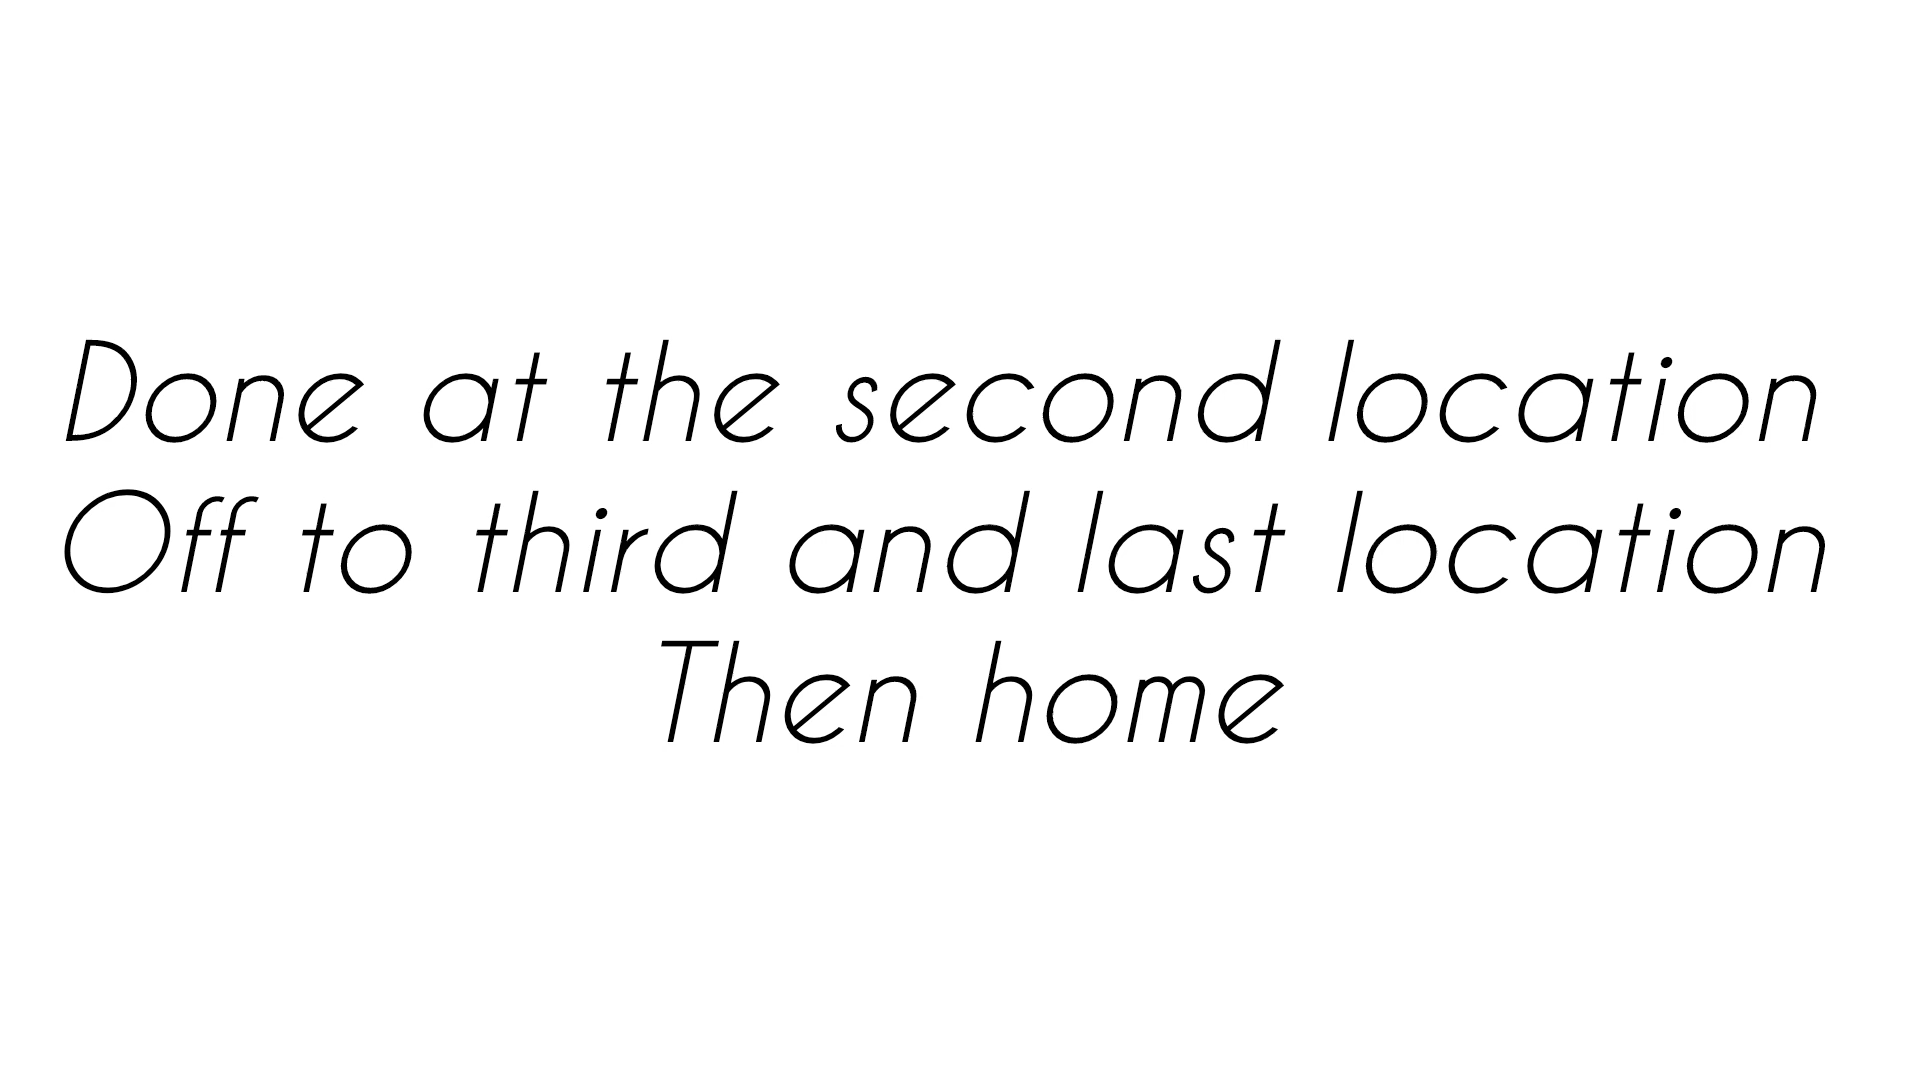 Done at the second location
Off to third and last location
Then home